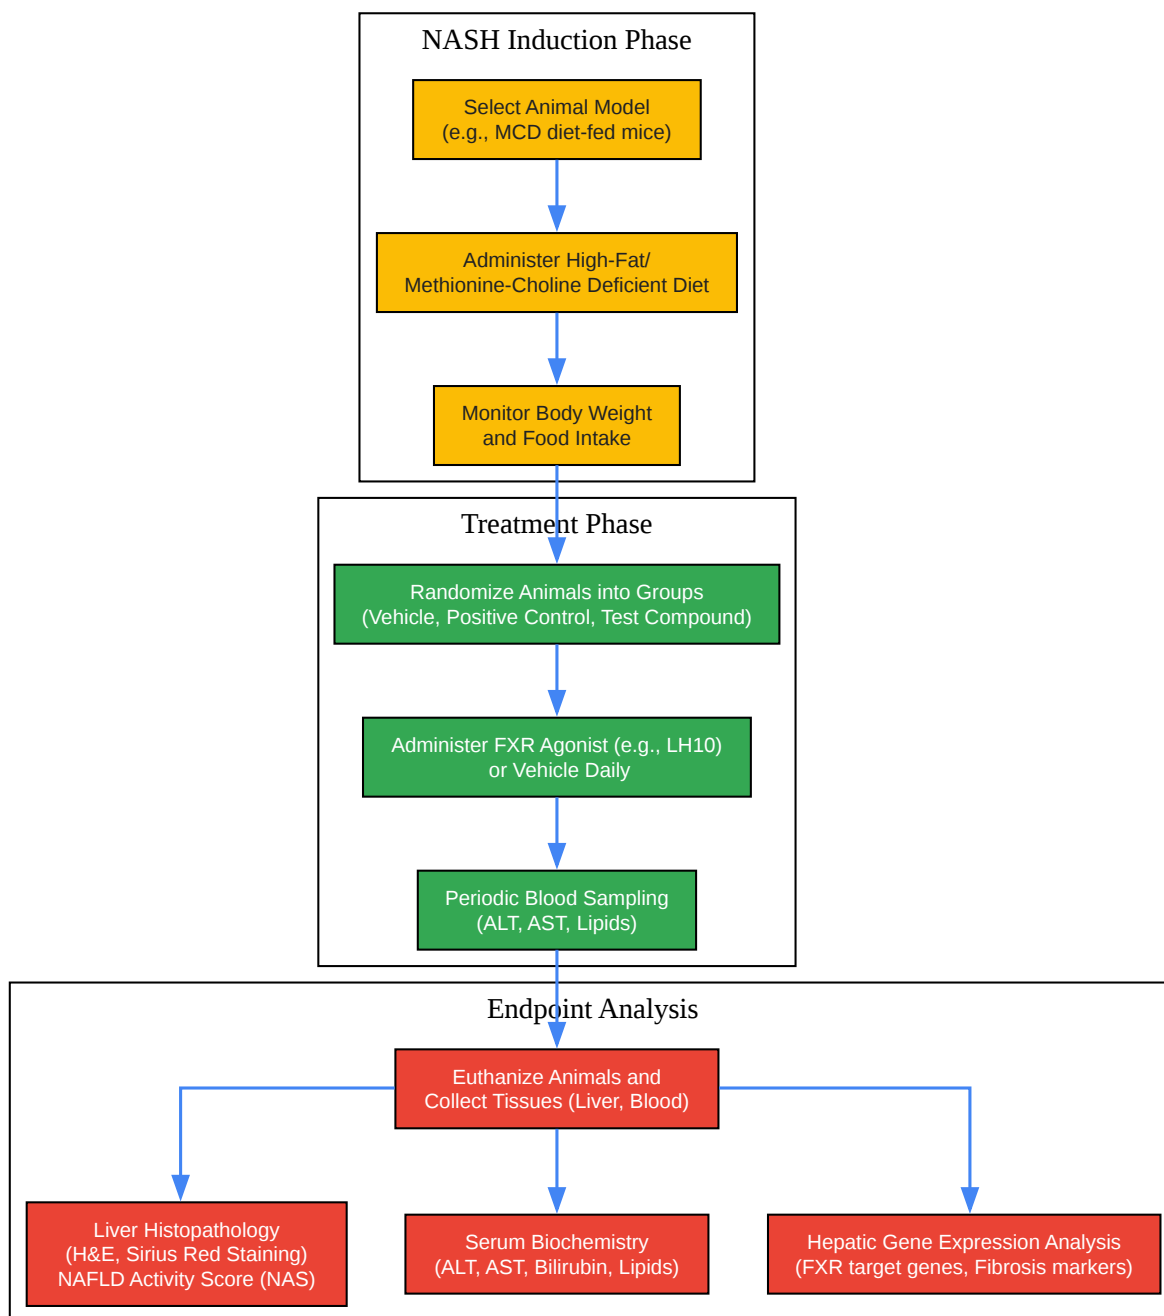 NASH Induction Phase
Select Animal Model
(e.g., MCD diet-fed mice)
Administer High-Fat/
Methionine-Choline Deficient Diet
Monitor Body Weight
and Food Intake
Treatment Phase
Randomize Animals into Groups
(Vehicle, Positive Control, Test Compound)
Administer FXR Agonist (e.g., LH10)
or Vehicle Daily
Periodic Blood Sampling
(ALT, AST, Lipids)
Endpoint Analysis
Euthanize Animals and
Collect Tissues (Liver, Blood)
Liver Histopathology
(H&E, Sirius Red Staining)
NAFLD Activity Score (NAS)
Serum Biochemistry
(ALT, AST, Bilirubin, Lipids)
Hepatic Gene Expression Analysis
(FXR target genes, Fibrosis markers)